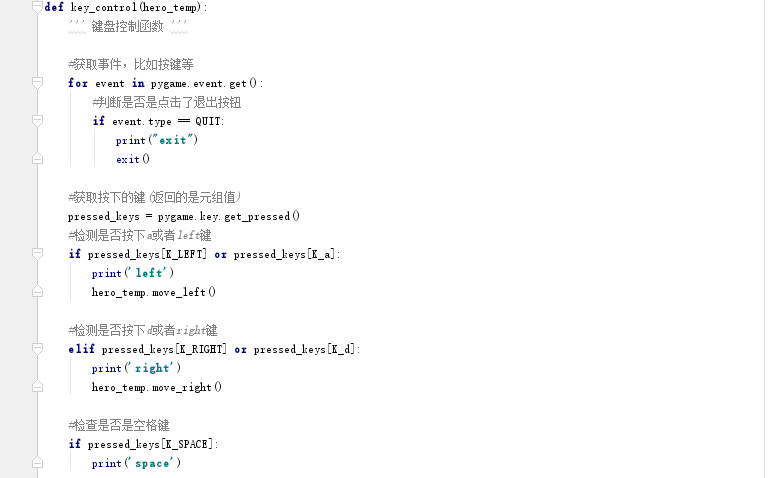 def key_control(hero_temp):
    ''' 键盘控制函数 '''
    #获取事件，比如按键等
    for event in pygame.event.get():
        #判断是否是点击了退出按钮
        if event.type == QUIT:
            print("exit")
            exit()
    #获取按下的键(返回的是元组值)
    pressed_keys = pygame.key.get_pressed()
    #检测是否按下a或者left键
    if pressed_keys[K_LEFT] or pressed_keys[K_a]:
        print('left')
        hero_temp.move_left()
    #检测是否按下d或者right键
    elif pressed_keys[K_RIGHT] or pressed_keys[K_d]:
        print('right')
        hero_temp.move_right()
    #检查是否是空格键
    if pressed_keys[K_SPACE]:
        print('space')